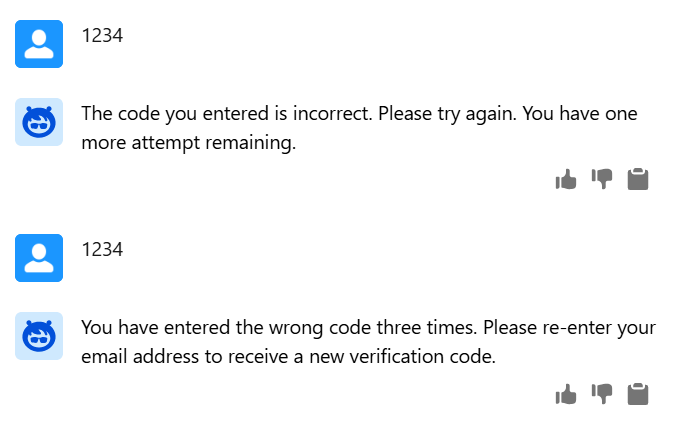 1234
The code you entered is incorrect. Please try again. You have one
more attempt remaining.
1234
You have entered the wrong code three times. Please re-enter your
email address to receive a new verification code.